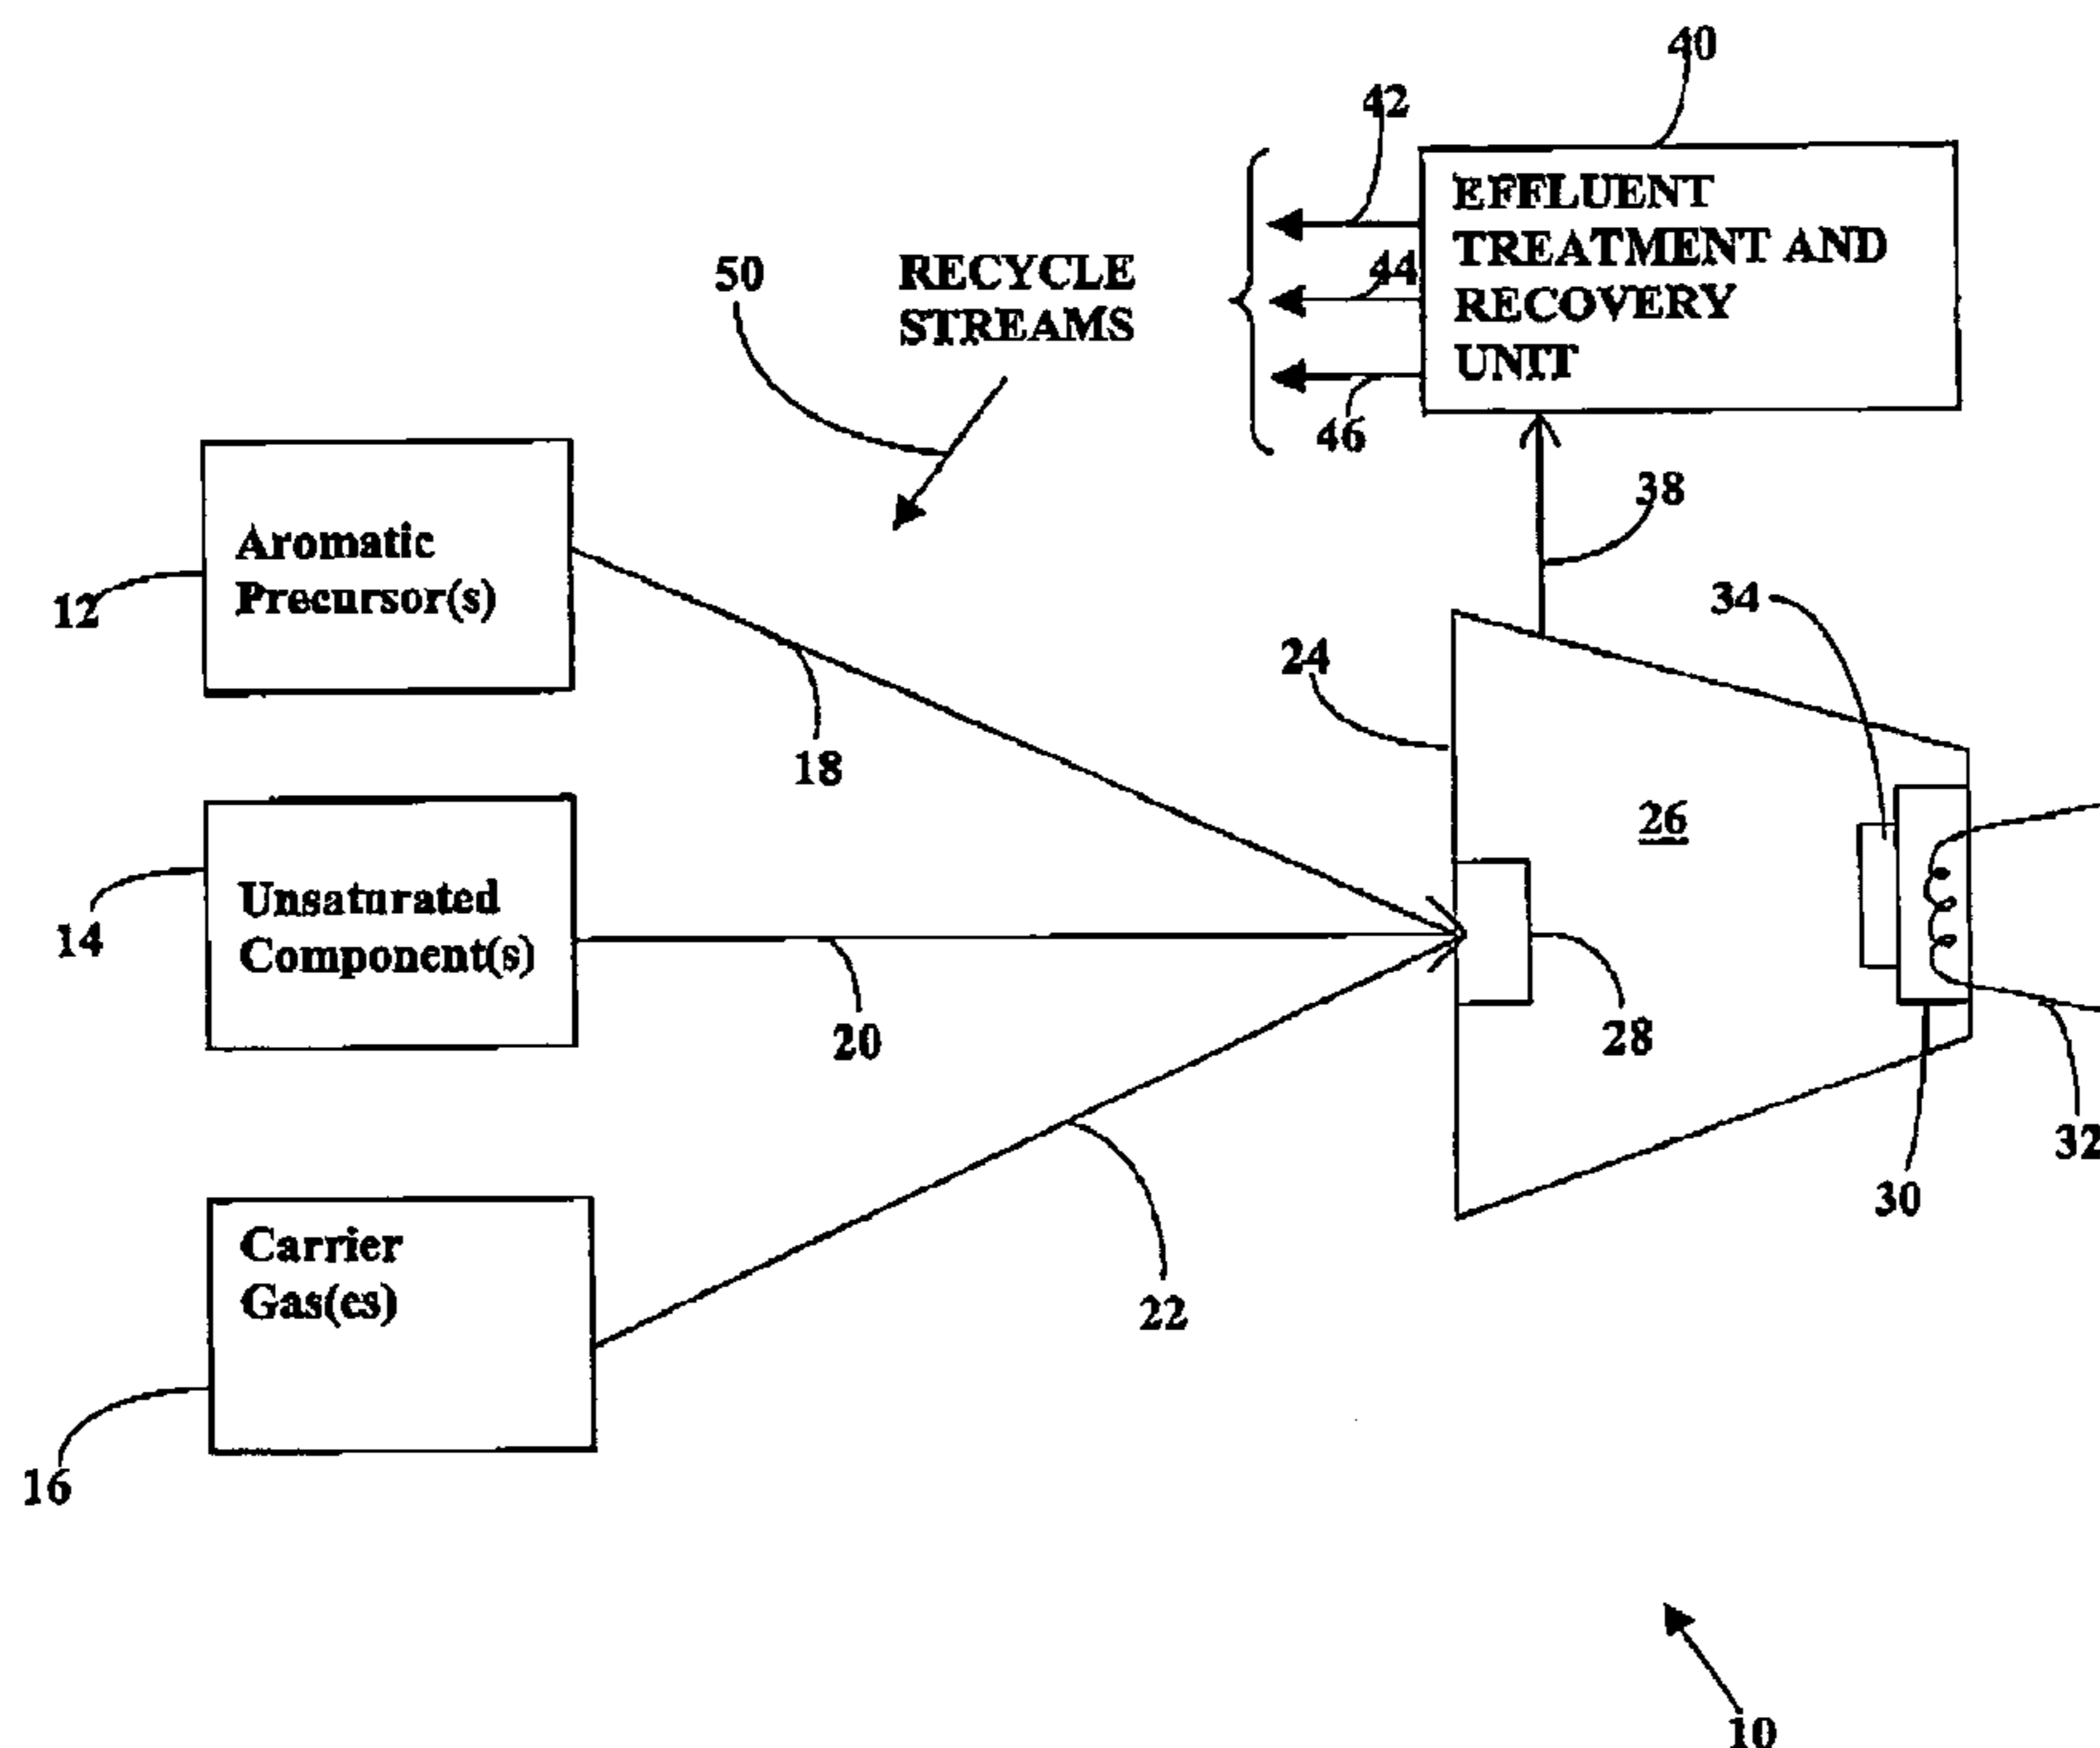 40
42
EFFLUENT
TREATMENT AND
RECOVERY
UNIT
44
46
50
RECYCLE
STREAMS
38
12
Aromatic
Precursor(s)
18
24
34
26
14
Unsaturated
Component(s)
20
28
32
30
Carrier
Gas(es)
22
16
10